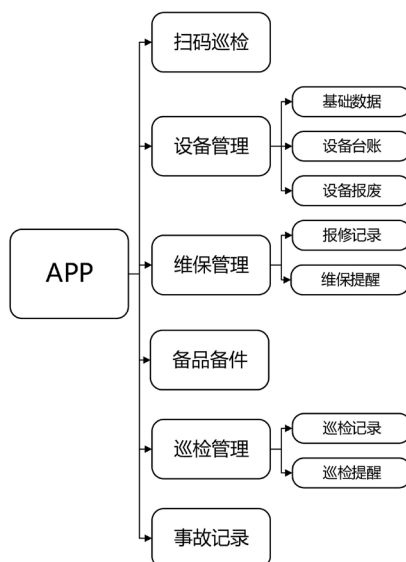 扫码巡检
基础数据
设备管理
设备台账
设备报废
报修记录
APP
维保管理
维保提醒
备品备件
巡检记录
巡检管理
巡检提醒
事故记录